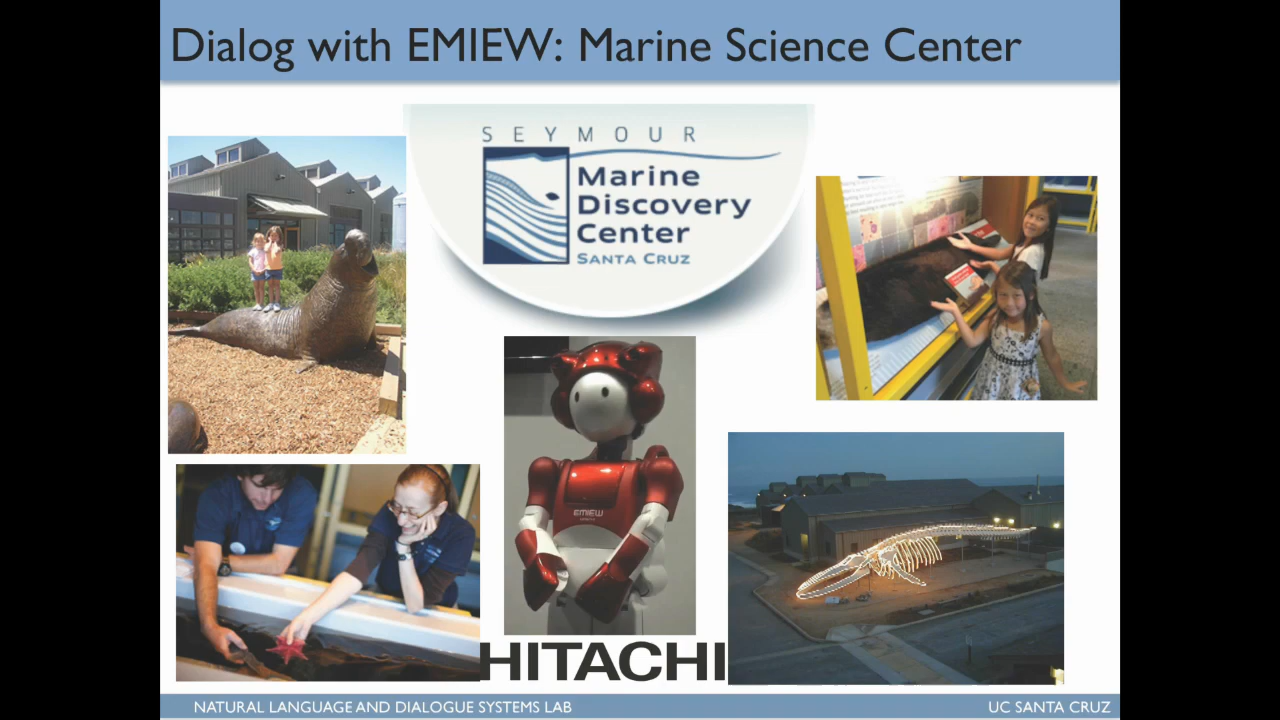 Dialog with EMIEW: Marine Science Center
SEYMOUR
Marine
Discovery
Center
SANTA CRUZ
EMIEW
HITACHI
NATURAL LANGUAGE AND DIALOGUE SYSTEMS LAB
UC SANTA CRUZ